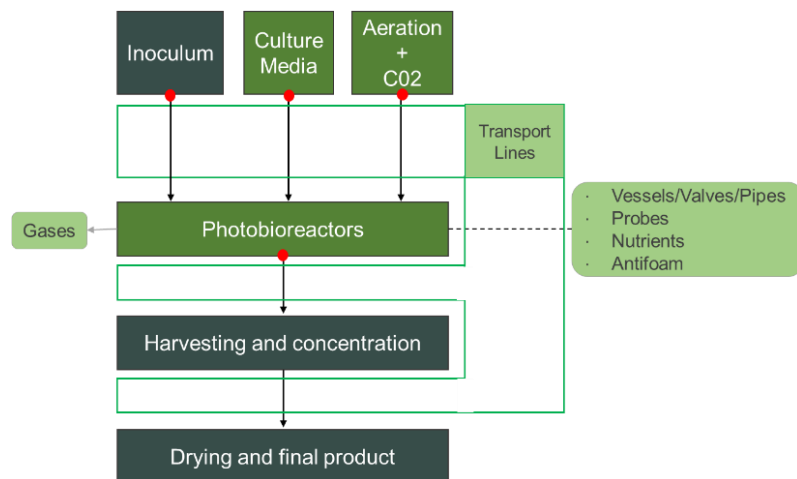 Inoculum
Culture
Media
Aeration
+
C02
Transport
Lines
Gases
Photobioreactors
· Vessels/Valves/Pipes
· Probes
· Nutrients
· Antifoam
Harvesting and concentration
Drying and final product